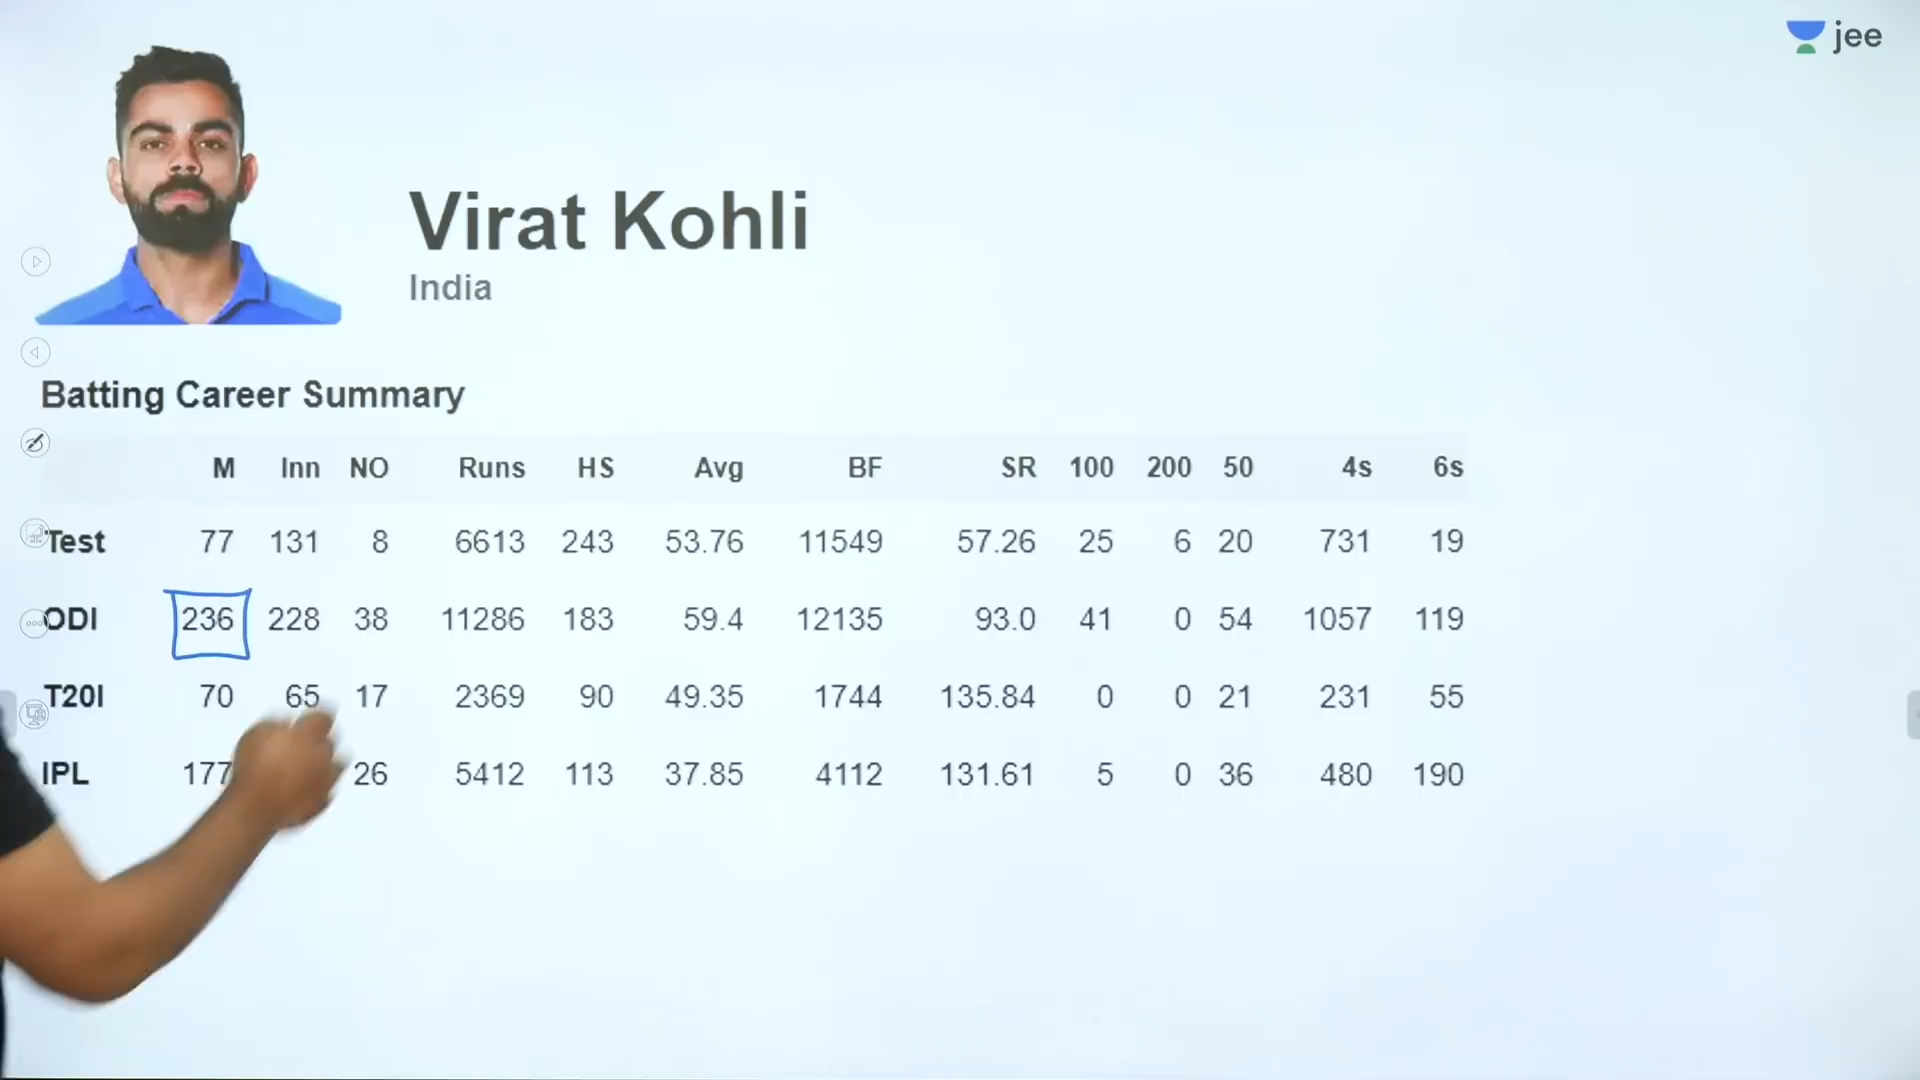 jee
Virat Kohli
India
Batting Career Summary
M Inn NO Runs HS Avg BF SR 100 200 50 4s 6s
Test 77 131 8 6613 243 53.76 11549 57.26 25 6 20 731 19
ODI 236 228 38 11286 183 59.4 12135 93.0 41 0 54 1057 119
T20I 70 65 17 2369 90 49.35 1744 135.84 0 0 21 231 55
IPL 177 26 5412 113 37.85 4112 131.61 5 0 36 480 190